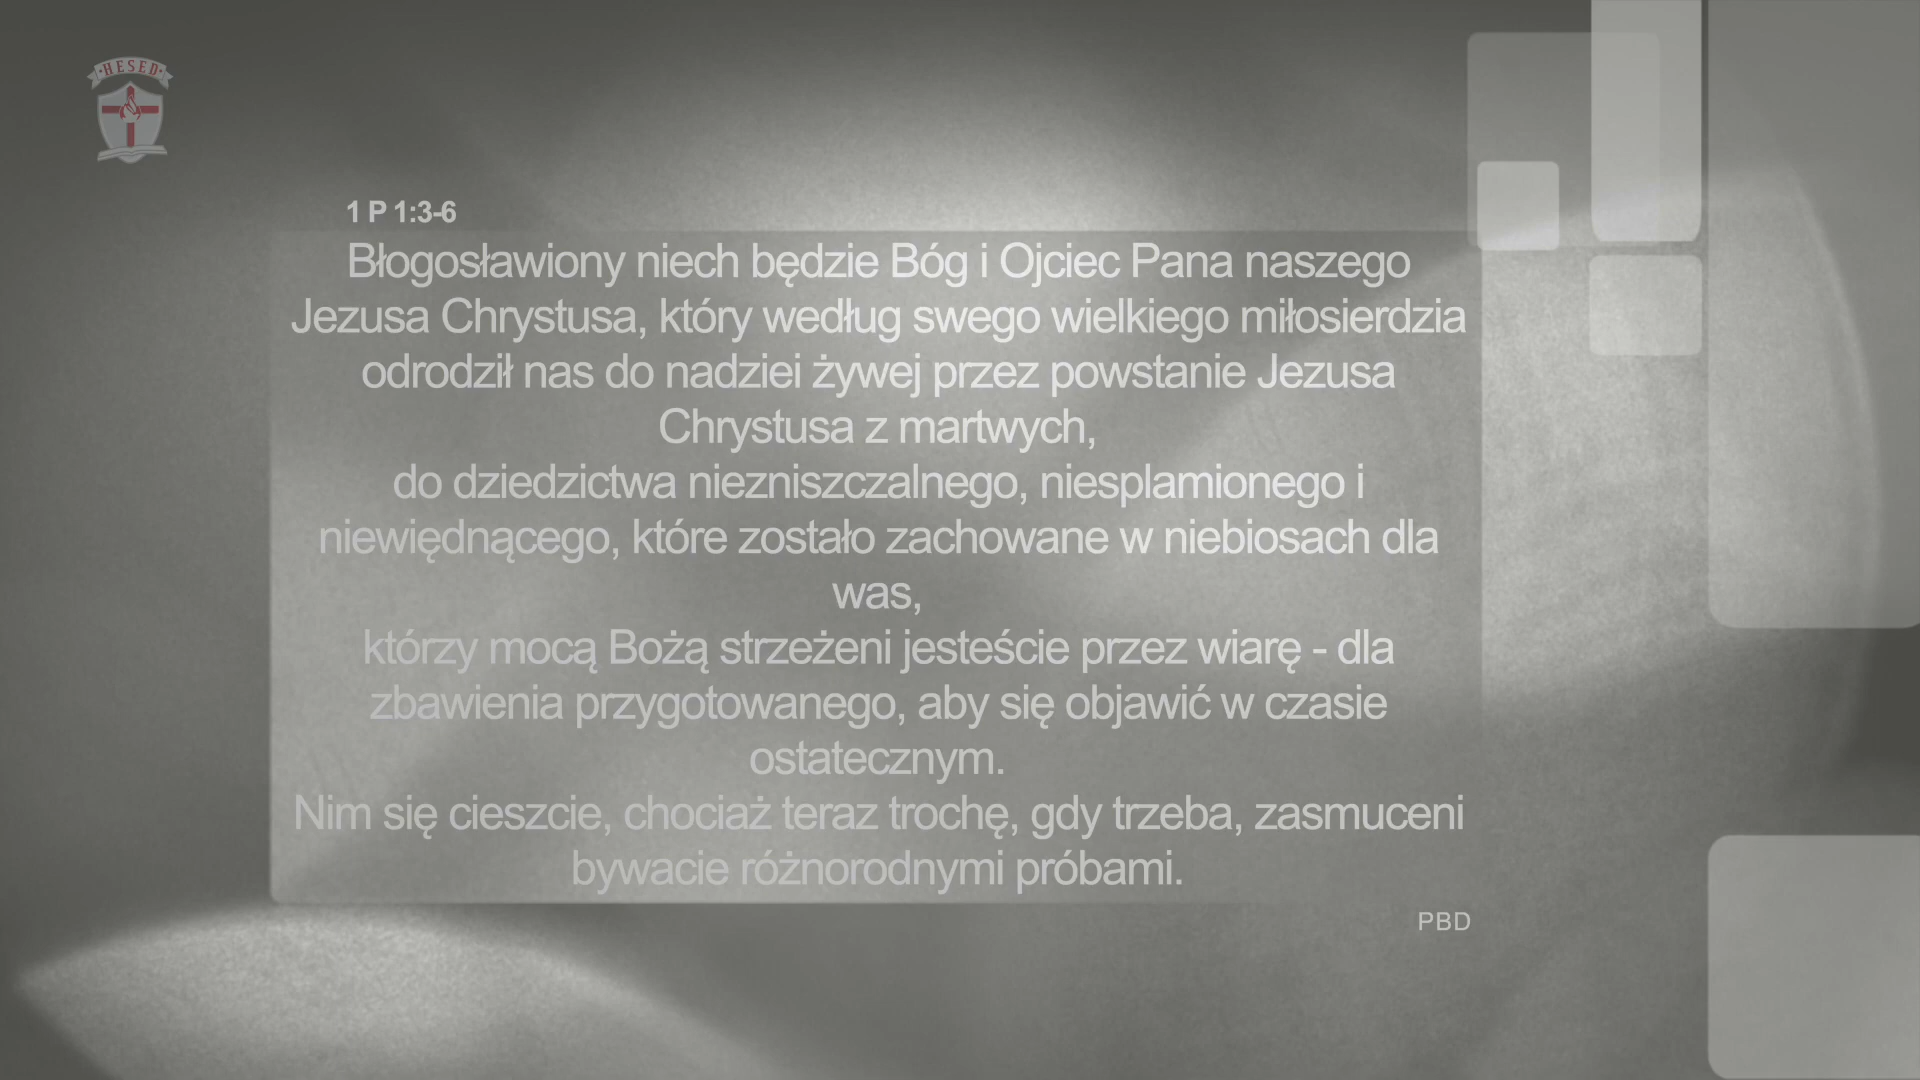 HESED
1 P 1:3-6
Błogosławiony niech będzie Bóg i Ojciec Pana naszego
Jezusa Chrystusa, który według swego wielkiego miłosierdzia
odrodził nas do nadziei żywej przez powstanie Jezusa
Chrystusa z martwych,
do dziedzictwa niezniszczalnego, niesplamionego i
niewiędnącego, które zostało zachowane w niebiosach dla
was,
którzy mocą Bożą strzeżeni jesteście przez wiarę - dla
zbawienia przygotowanego, aby się objawić w czasie
ostatecznym.
Nim się cieszcie, chociaż teraz trochę, gdy trzeba, zasmuceni
bywacie różnorodnymi próbami.
PBD